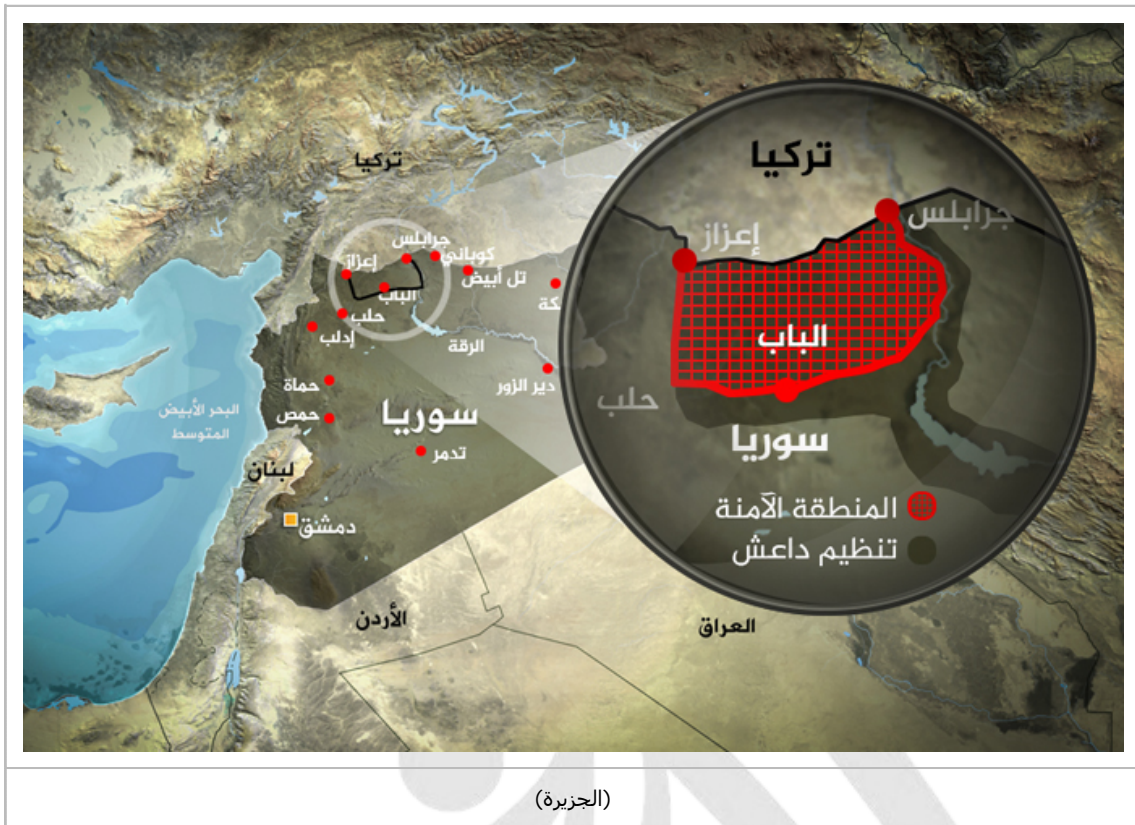 تركيا
جرابلس
إعزاز
الباب
حلب
سوريا
المنطقة الآمنة
تنظيم داعش
تركيا
جرابلس
كوباني
إعزاز
تل أبيض
الباب
كة
حلب
إدلب
الرقة
دير الزور
حماة
حمص
البحر الأبيض
المتوسط
سوريا
تدمر
لبنان
دمشق
الأردن
العراق
(الجزيرة)